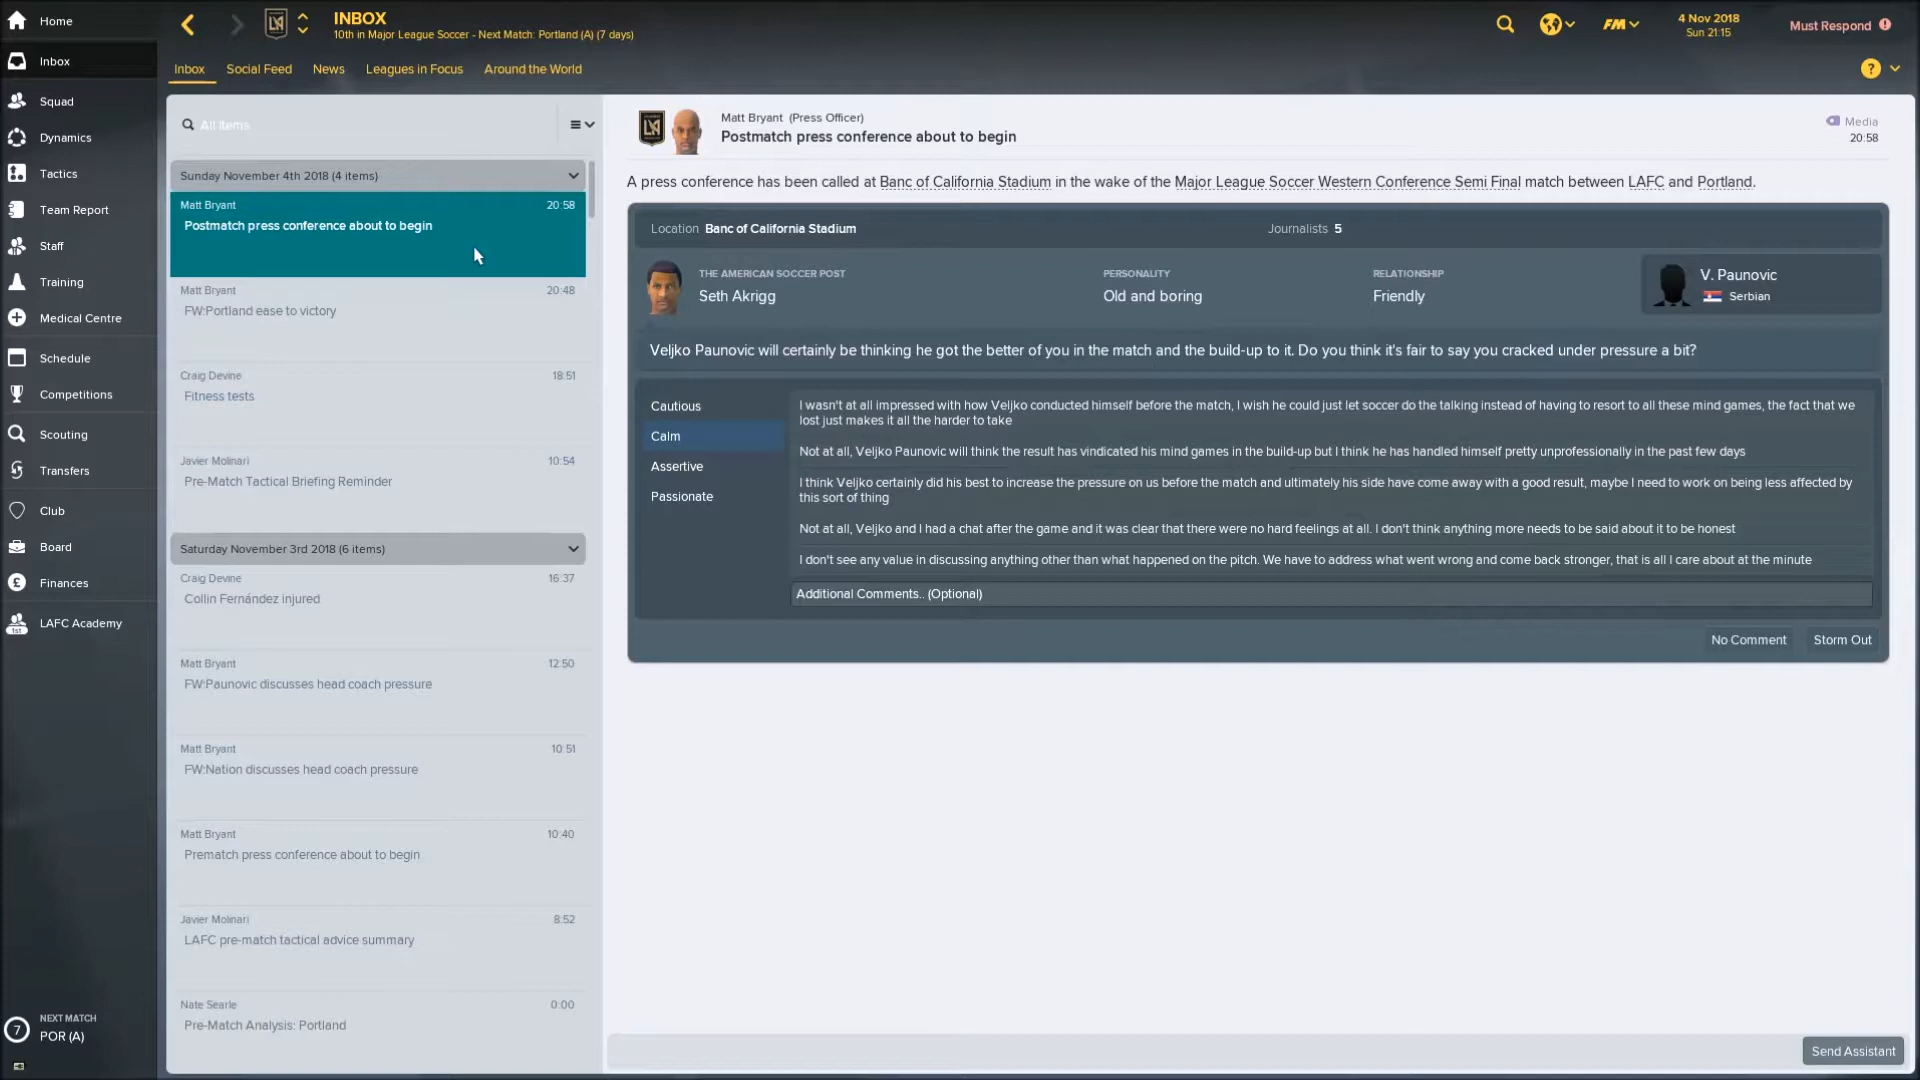 Home
Inbox
Squad
Dynamics
Tactics
Team Report
Staff
Training
Medical Centre
Schedule
Competitions
Scouting
Transfers
Club
Board
Finances
1st
LAFC Academy
NEXT MATCH
7
POR (A)
INBOX
10th in Major League Soccer - Next Match: Portland (A) (7 days)
FM
4 Nov 2018
Sun 21:15
Must Respond
Inbox Social Feed News Leagues in Focus Around the World
?
All Items
Sunday November 4th 2018 (4 items)
Matt Bryant 20:58
Postmatch press conference about to begin
Matt Bryant 20:48
FW:Portland ease to victory
Craig Devine 18:51
Fitness tests
Javier Molinari 10:54
Pre-Match Tactical Briefing Reminder
Saturday November 3rd 2018 (6 items)
Craig Devine 16:37
Collin Fernández injured
Matt Bryant 12:50
FW:Paunovic discusses head coach pressure
Matt Bryant 10:51
FW:Nation discusses head coach pressure
Matt Bryant 10:40
Prematch press conference about to begin
Javier Molinari 8:52
LAFC pre-match tactical advice summary
Nate Searle 0:00
Pre-Match Analysis: Portland
Matt Bryant (Press Officer)
Postmatch press conference about to begin
Media
20:58
A press conference has been called at Banc of California Stadium in the wake of the Major League Soccer Western Conference Semi Final match between LAFC and Portland.
Location Banc of California Stadium Journalists 5
THE AMERICAN SOCCER POST PERSONALITY RELATIONSHIP
Seth Akrigg Old and boring Friendly
V. Paunovic
Serbian
Veljko Paunovic will certainly be thinking he got the better of you in the match and the build-up to it. Do you think it's fair to say you cracked under pressure a bit?
Cautious
Calm
Assertive
Passionate
I wasn't at all impressed with how Veljko conducted himself before the match, I wish he could just let soccer do the talking instead of having to resort to all these mind games, the fact that we
lost just makes it all the harder to take
Not at all, Veljko Paunovic will think the result has vindicated his mind games in the build-up but I think he has handled himself pretty unprofessionally in the past few days
I think Veljko certainly did his best to increase the pressure on us before the match and ultimately his side have come away with a good result, maybe I need to work on being less affected by
this sort of thing
Not at all, Veljko and I had a chat after the game and it was clear that there were no hard feelings at all. I don't think anything more needs to be said about it to be honest
I don't see any value in discussing anything other than what happened on the pitch. We have to address what went wrong and come back stronger, that is all I care about at the minute
Additional Comments.. (Optional)
No Comment Storm Out
Send Assistant